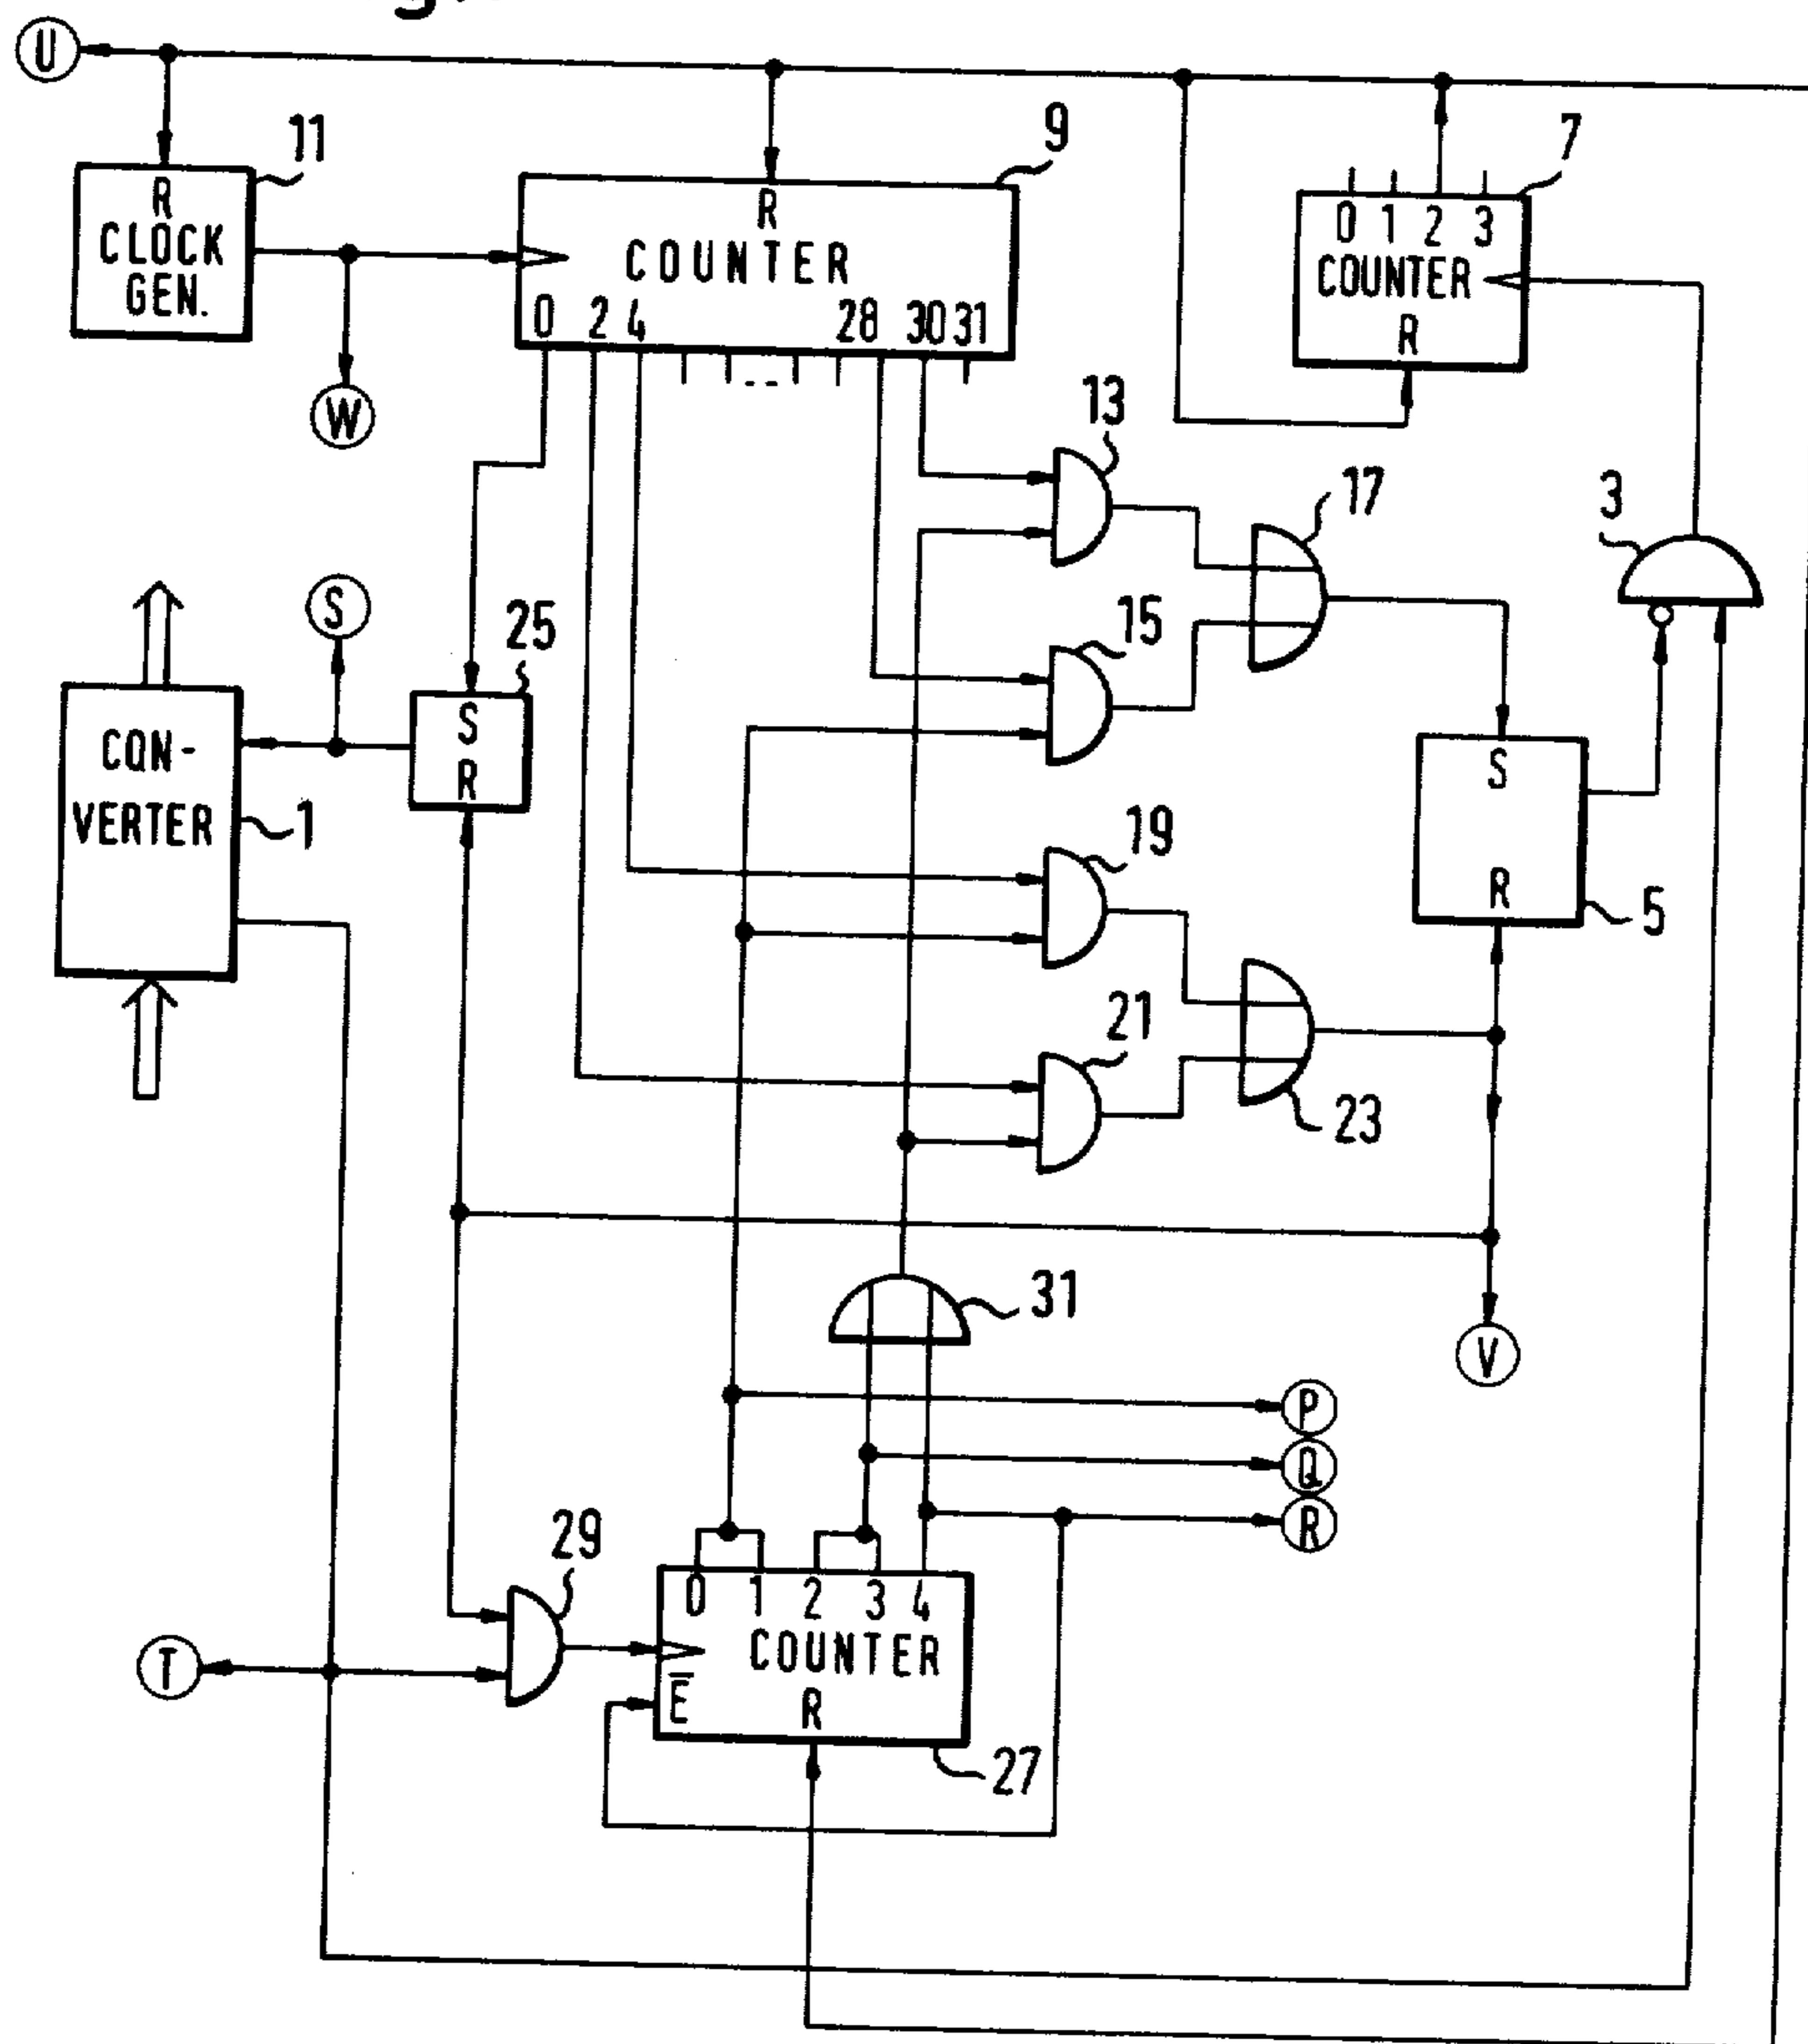 g
U
11
9
7
R
CLOCK
GEN.
R
COUNTER
0 2 4 28 30 31
0 1 2 3
COUNTER
R
W
13
17
3
S
25
15
S
R
CON-
VERTER
1
19
S
R
5
21
23
31
V
P
Q
R
29
0 1 2 3 4
COUNTER
E̅
R
T
27